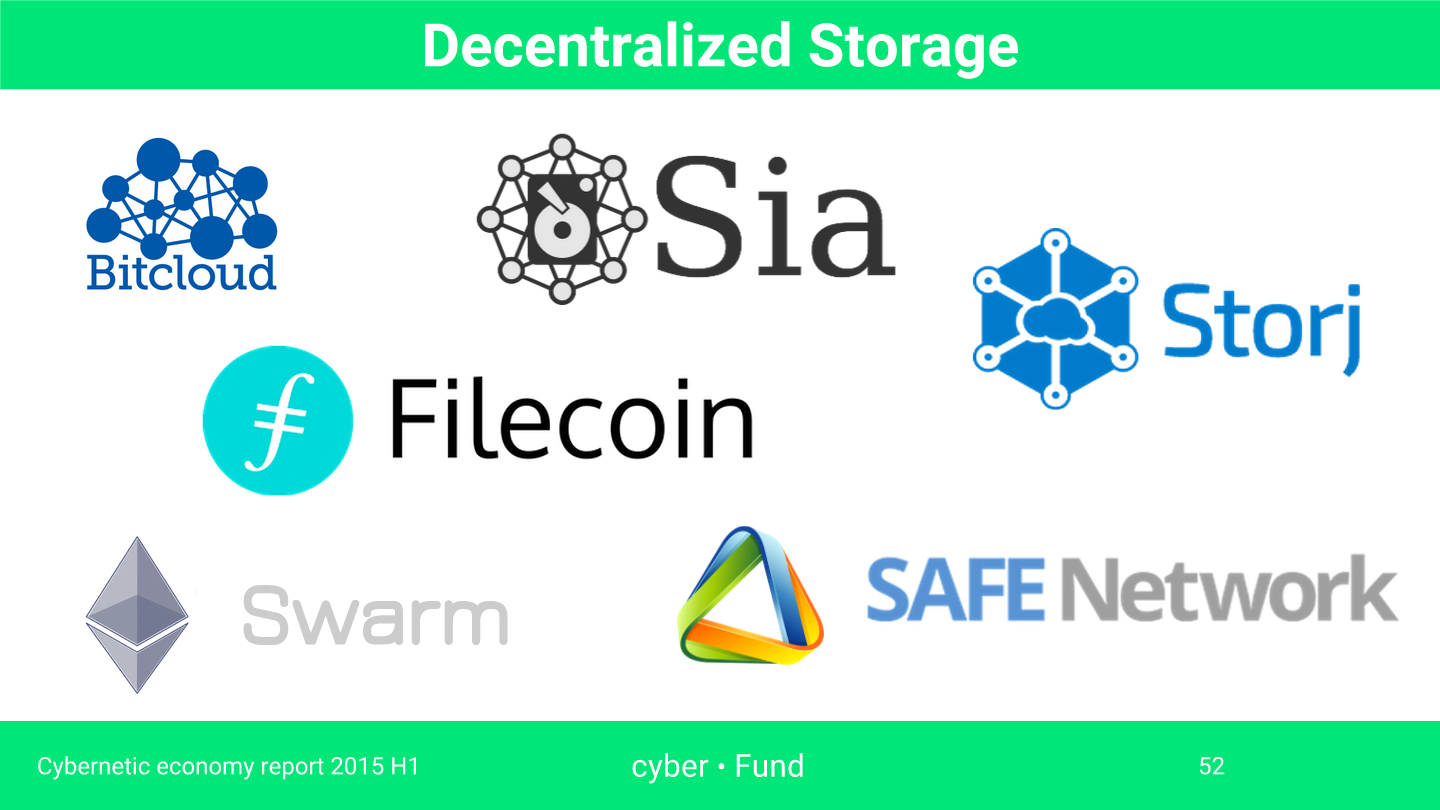 Decentralized Storage
Bitcloud
Sia
Storj
Filecoin
Swarm
SAFE Network
Cybernetic economy report 2015 H1
cyber • Fund
52